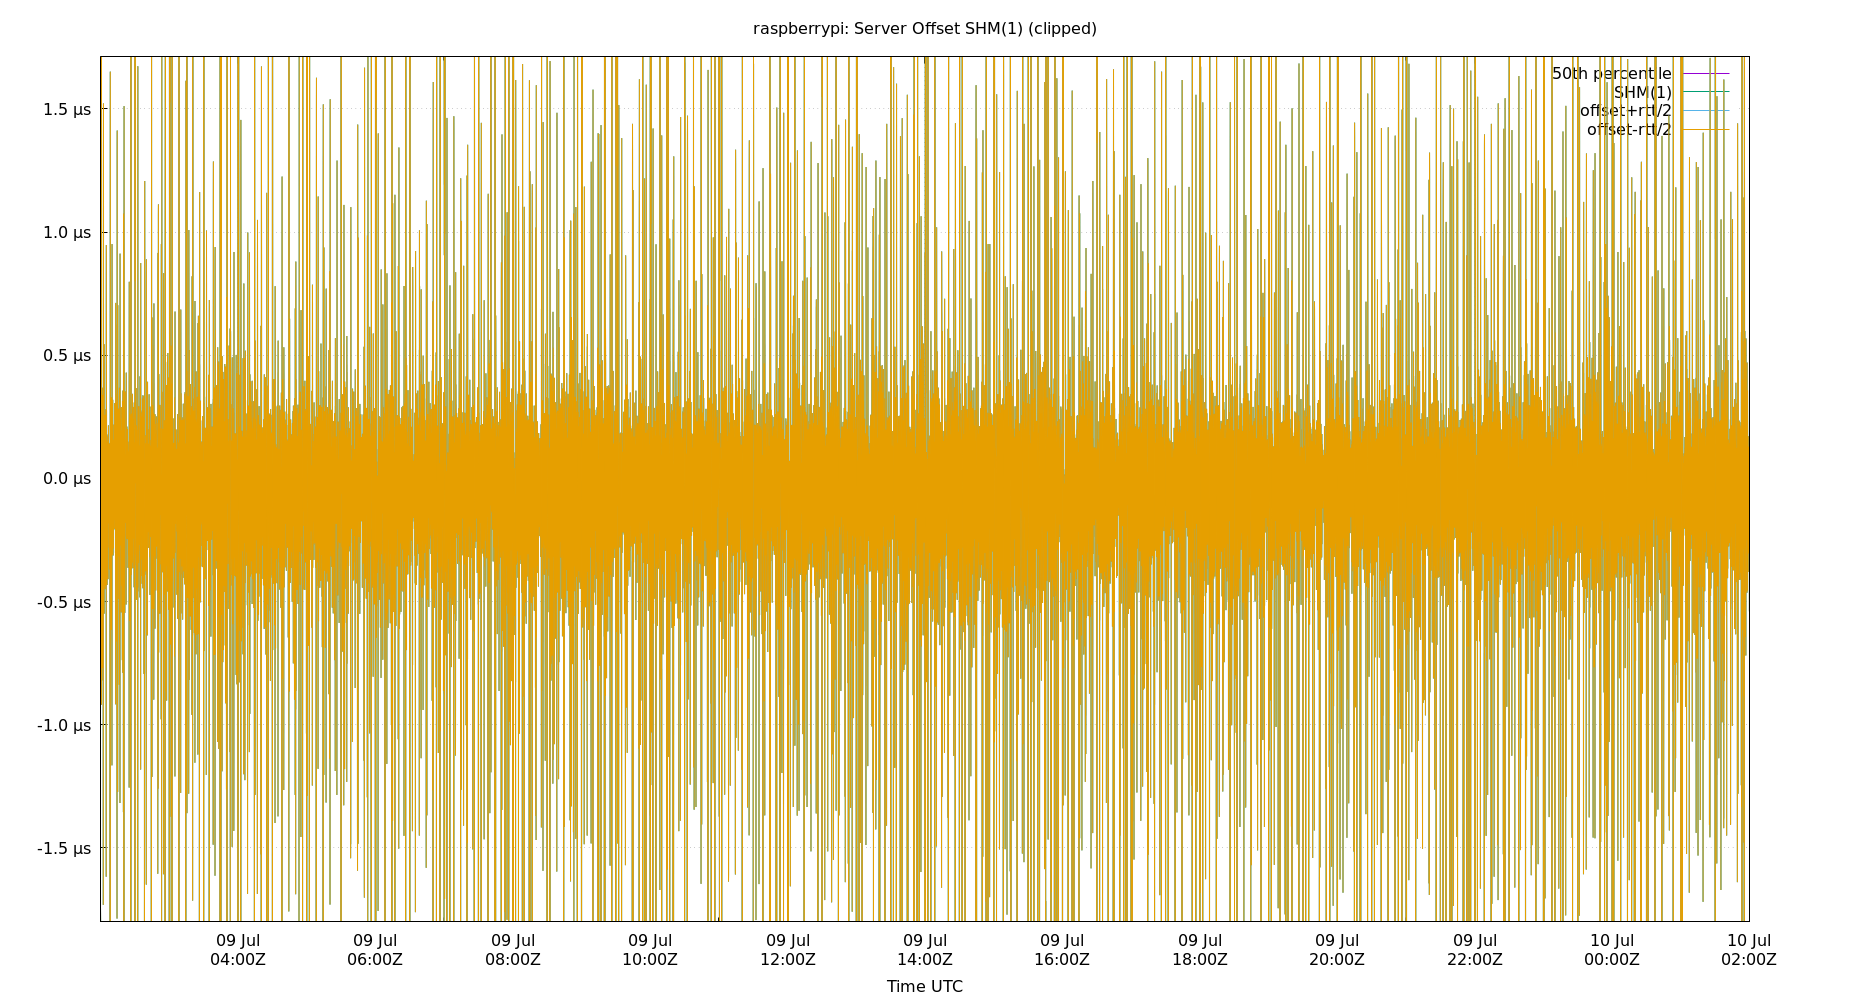 raspberrypi: Server Offset SHM(1) (clipped)
50th percentile
SHM(1)
offset+rtt/2
offset-rtt/2
1.5 µs
1.0 µs
0.5 µs
0.0 µs
-0.5 µs
-1.0 µs
-1.5 µs
09 Jul 09 Jul 09 Jul 09 Jul 09 Jul 09 Jul 09 Jul 09 Jul 09 Jul 09 Jul 10 Jul 10 Jul
04:00Z 06:00Z 08:00Z 10:00Z 12:00Z 14:00Z 16:00Z 18:00Z 20:00Z 22:00Z 00:00Z 02:00Z
Time UTC